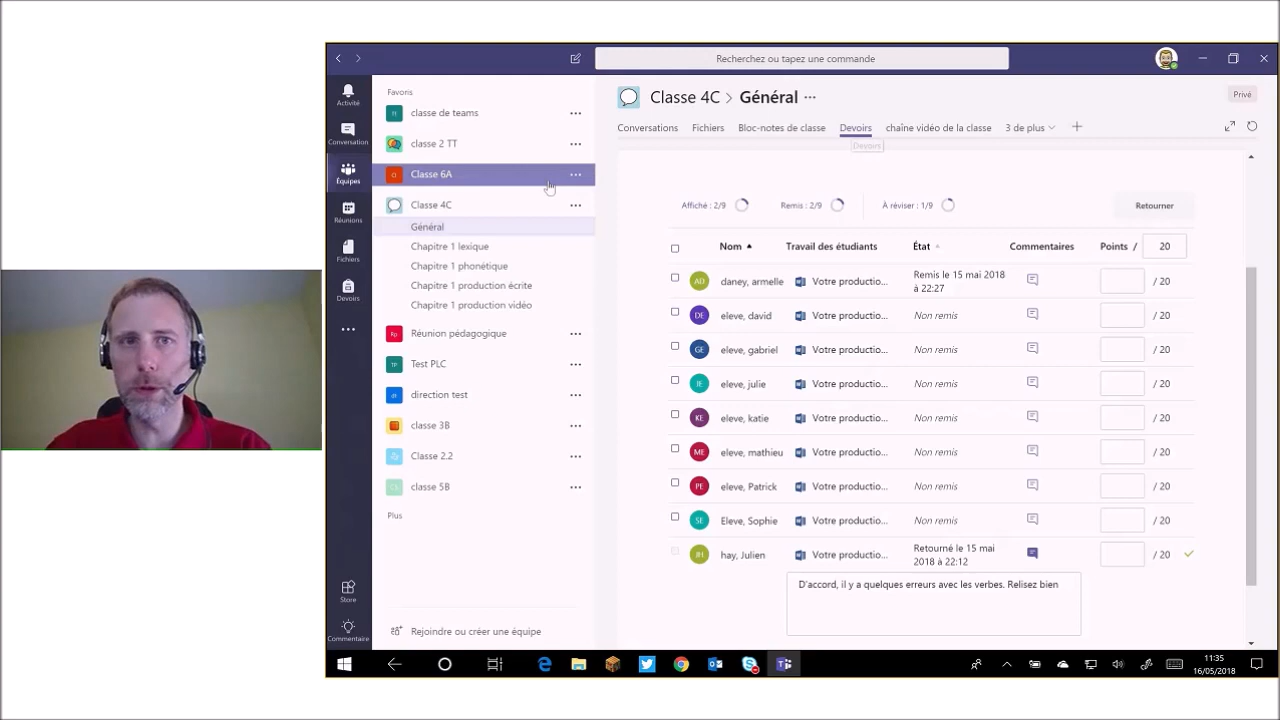 Recherchez ou tapez une commande
Activité
Conversation
Équipes
Réunions
Fichiers
Devoirs
Store
Commentaire
Favoris
classe de teams
classe 2 TT
Classe 6A
Classe 4C
Général
Chapitre 1 lexique
Chapitre 1 phonétique
Chapitre 1 production écrite
Chapitre 1 production vidéo
Réunion pédagogique
Test PLC
direction test
classe 3B
Classe 2.2
classe 5B
Plus
Rejoindre ou créer une équipe
Classe 4C > Général
Privé
Conversations Fichiers Bloc-notes de classe Devoirs chaîne vidéo de la classe 3 de plus
Devoirs
Affiché : 2/9 Remis : 2/9 À réviser : 1/9 Retourner
Nom Travail des étudiants État Commentaires Points / 20
AD daney, armelle Votre productio... Remis le 15 mai 2018
à 22:27 / 20
DE eleve, david Votre productio... Non remis / 20
GE eleve, gabriel Votre productio... Non remis / 20
JE eleve, julie Votre productio... Non remis / 20
KE eleve, katie Votre productio... Non remis / 20
ME eleve, mathieu Votre productio... Non remis / 20
PE eleve, Patrick Votre productio... Non remis / 20
SE Eleve, Sophie Votre productio... Non remis / 20
hay, Julien Votre productio... Retourné le 15 mai
2018 à 22:12 / 20
D'accord, il y a quelques erreurs avec les verbes. Relisez bien
11:35
16/05/2018